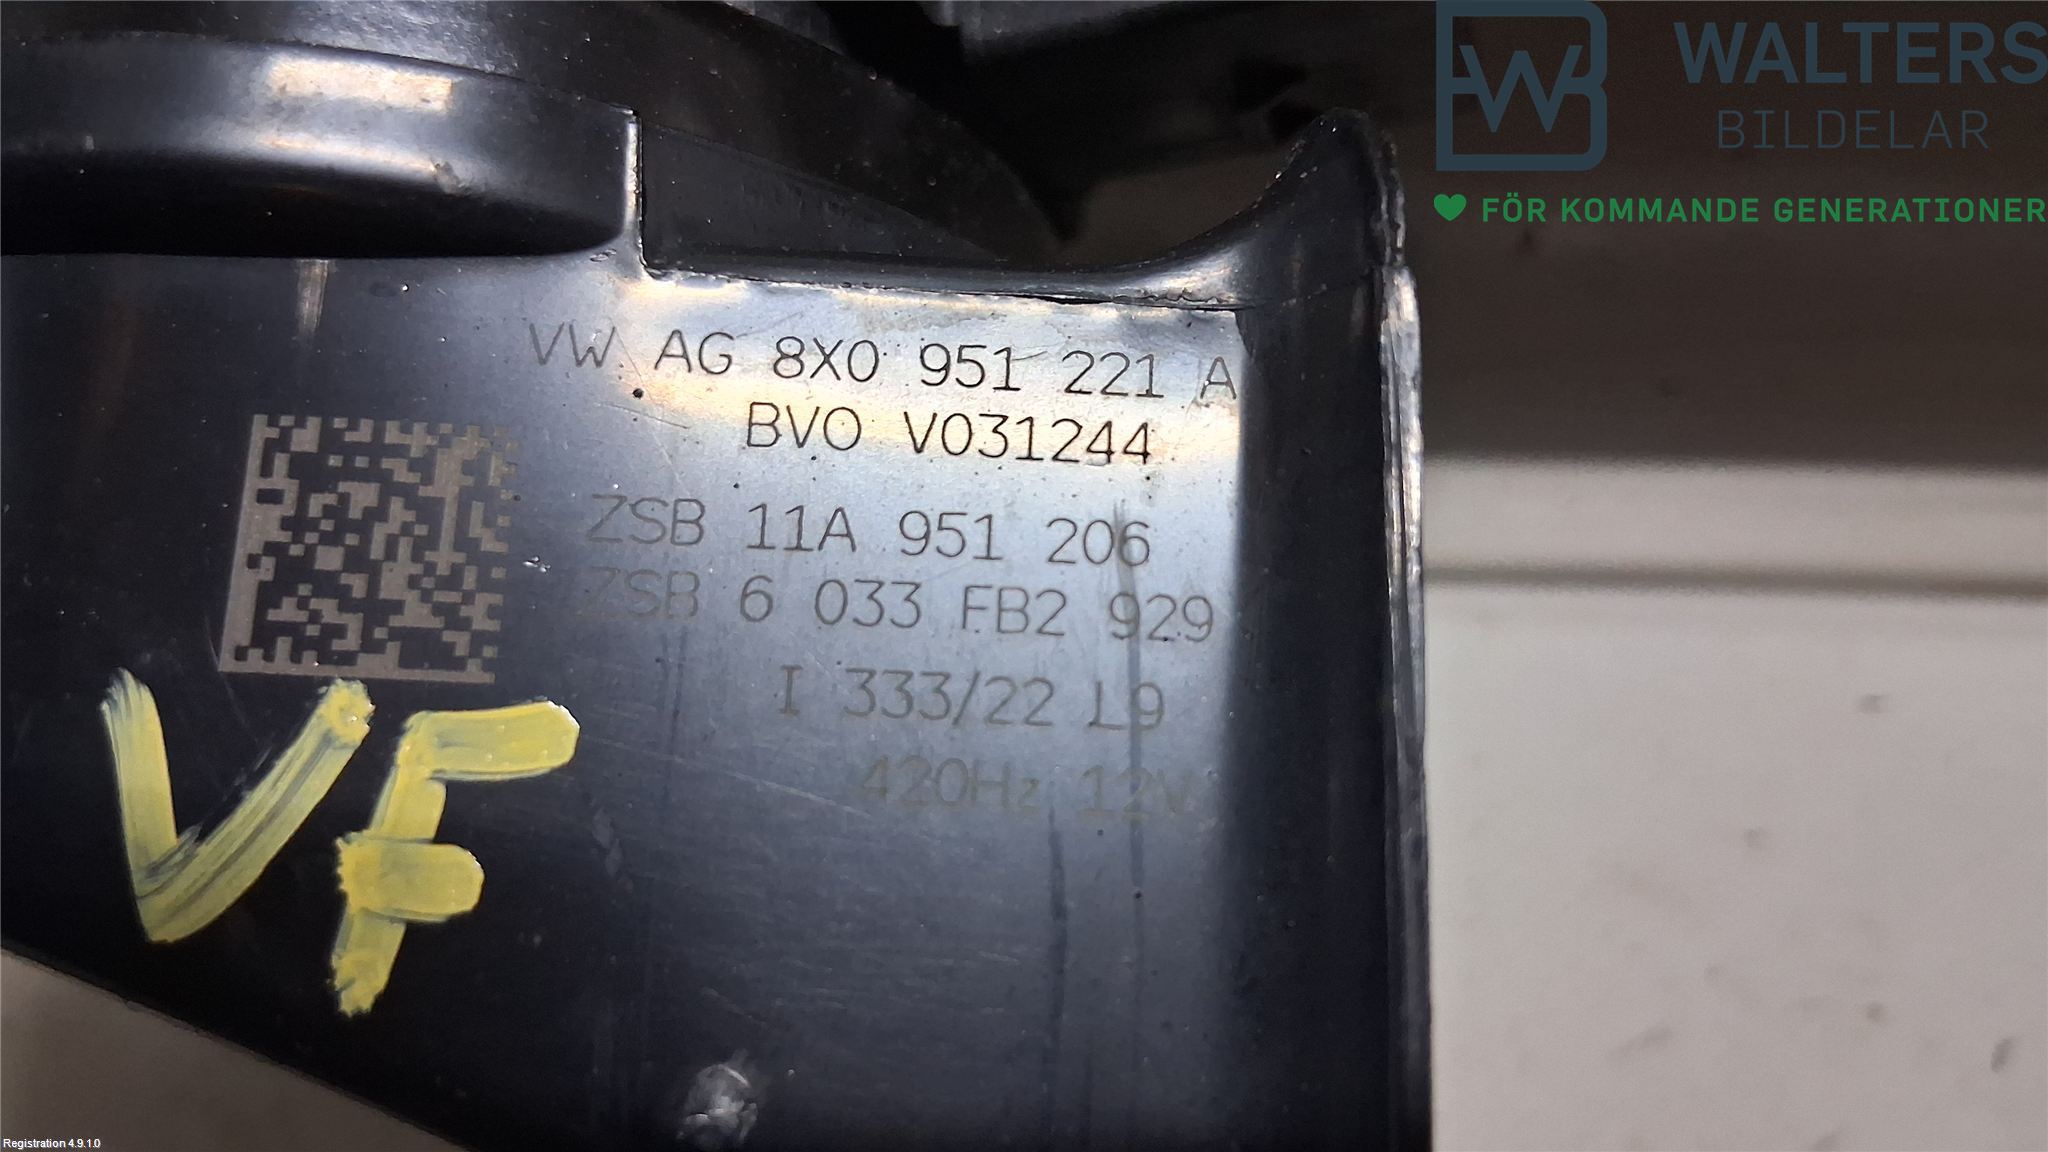 WALTERS
BILDELAR
FÖR KOMMANDE GENERATIONER
VW AG 8X0 951 221 A
BVO V031244
ZSB 11A 951 206
ZSB 6 033 FB2 929
I 333/22 L9
420Hz 12V
VF
Registration 4.9.1.0